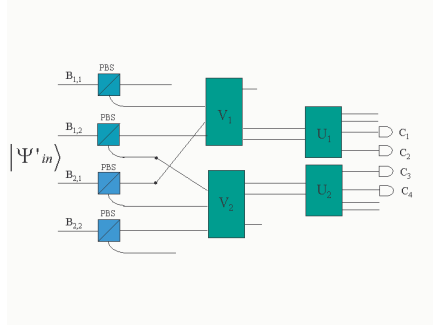 PBS
B1,1
PBS
B1,2
V1
U1
C1
C2
|Ψ'in⟩
PBS
B2,1
V2
U2
C3
C4
PBS
B2,2